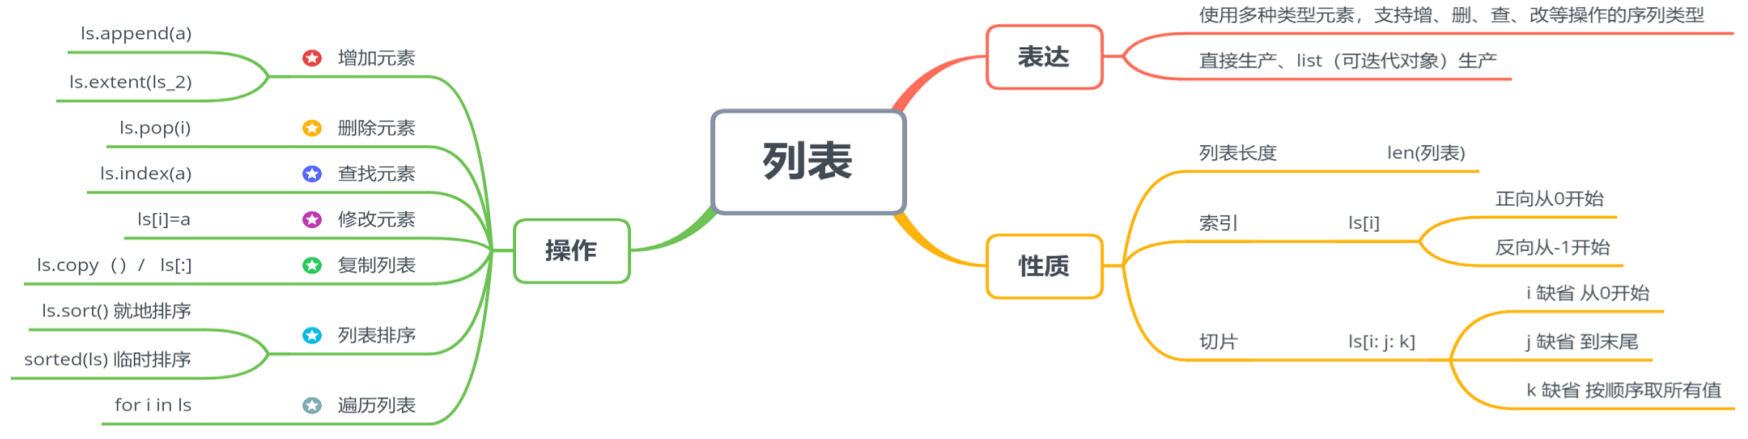 列表
表达
使用多种类型元素，支持增、删、查、改等操作的序列类型
直接生产、list（可迭代对象）生产
性质
列表长度 len(列表)
索引 ls[i]
正向从0开始
反向从-1开始
切片 ls[i: j: k]
i 缺省 从0开始
j 缺省 到末尾
k 缺省 按顺序取所有值
操作
增加元素
ls.append(a)
ls.extent(ls_2)
删除元素
ls.pop(i)
查找元素
ls.index(a)
修改元素
ls[i]=a
复制列表
ls.copy（）/ ls[:]
列表排序
ls.sort() 就地排序
sorted(ls) 临时排序
遍历列表
for i in ls